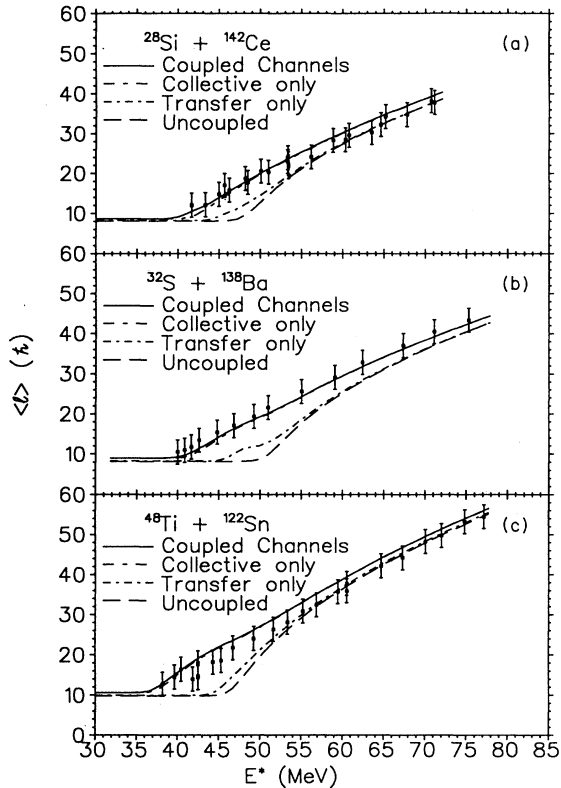 60
50
40
30
20
10
²⁸Si + ¹⁴²Ce
(a)
Coupled Channels
Collective only
Transfer only
Uncoupled
60
50
40
30
20
10
³²S + ¹³⁸Ba
(b)
Coupled Channels
Collective only
Transfer only
Uncoupled
<ℓ> (ℏ)
60
50
40
30
20
10
0
⁴⁸Ti + ¹²²Sn
(c)
Coupled Channels
Collective only
Transfer only
Uncoupled
30 35 40 45 50 55 60 65 70 75 80 85
E* (MeV)